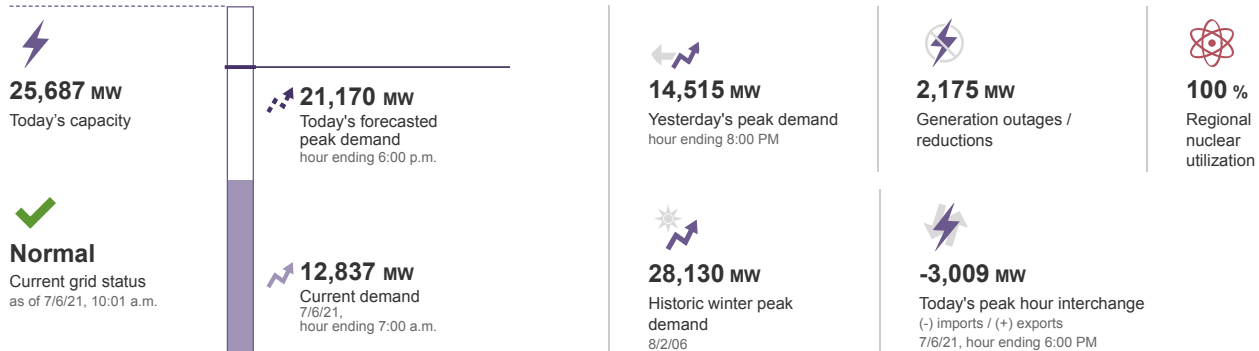 25,687 MW
Today's capacity
21,170 MW
Today's forecasted
peak demand
hour ending 6:00 p.m.
Normal
Current grid status
as of 7/6/21, 10:01 a.m.
12,837 MW
Current demand
7/6/21,
hour ending 7:00 a.m.
14,515 MW
Yesterday's peak demand
hour ending 8:00 PM
2,175 MW
Generation outages /
reductions
100 %
Regional
nuclear
utilization
28,130 MW
Historic winter peak
demand
8/2/06
-3,009 MW
Today's peak hour interchange
(-) imports / (+) exports
7/6/21, hour ending 6:00 PM